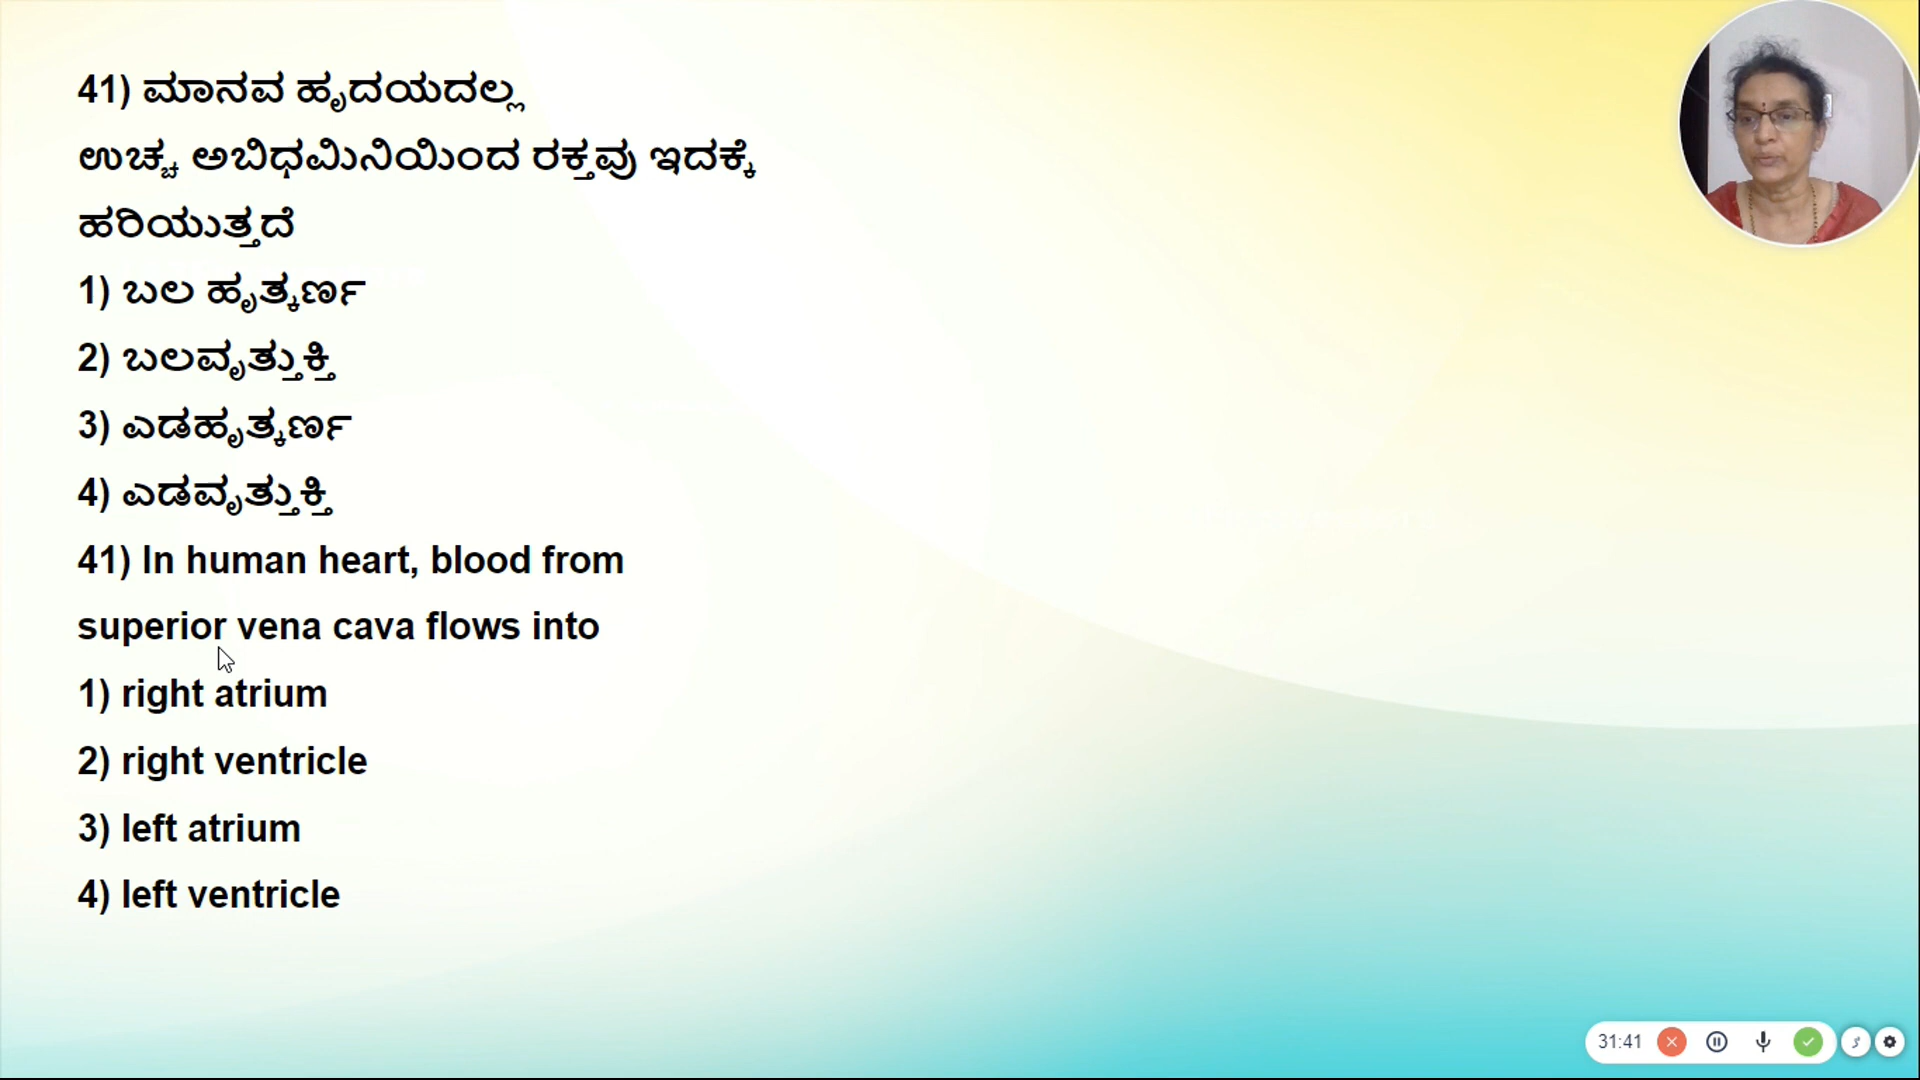 41) ಮಾನವ ಹೃದಯದಲ್ಲ
ಉಚ್ಚ ಅಬಿಧಮಿನಿಯಿಂದ ರಕ್ತವು ಇದಕ್ಕೆ
ಹರಿಯುತ್ತದೆ
1) ಬಲ ಹೃತ್ಕರ್ಣ
2) ಬಲವೃತ್ತುಕ್ತಿ
3) ಎಡಹೃತ್ಕರ್ಣ
4) ಎಡವೃತ್ತುಕ್ತಿ
41) In human heart, blood from
superior vena cava flows into
1) right atrium
2) right ventricle
3) left atrium
4) left ventricle
31:41